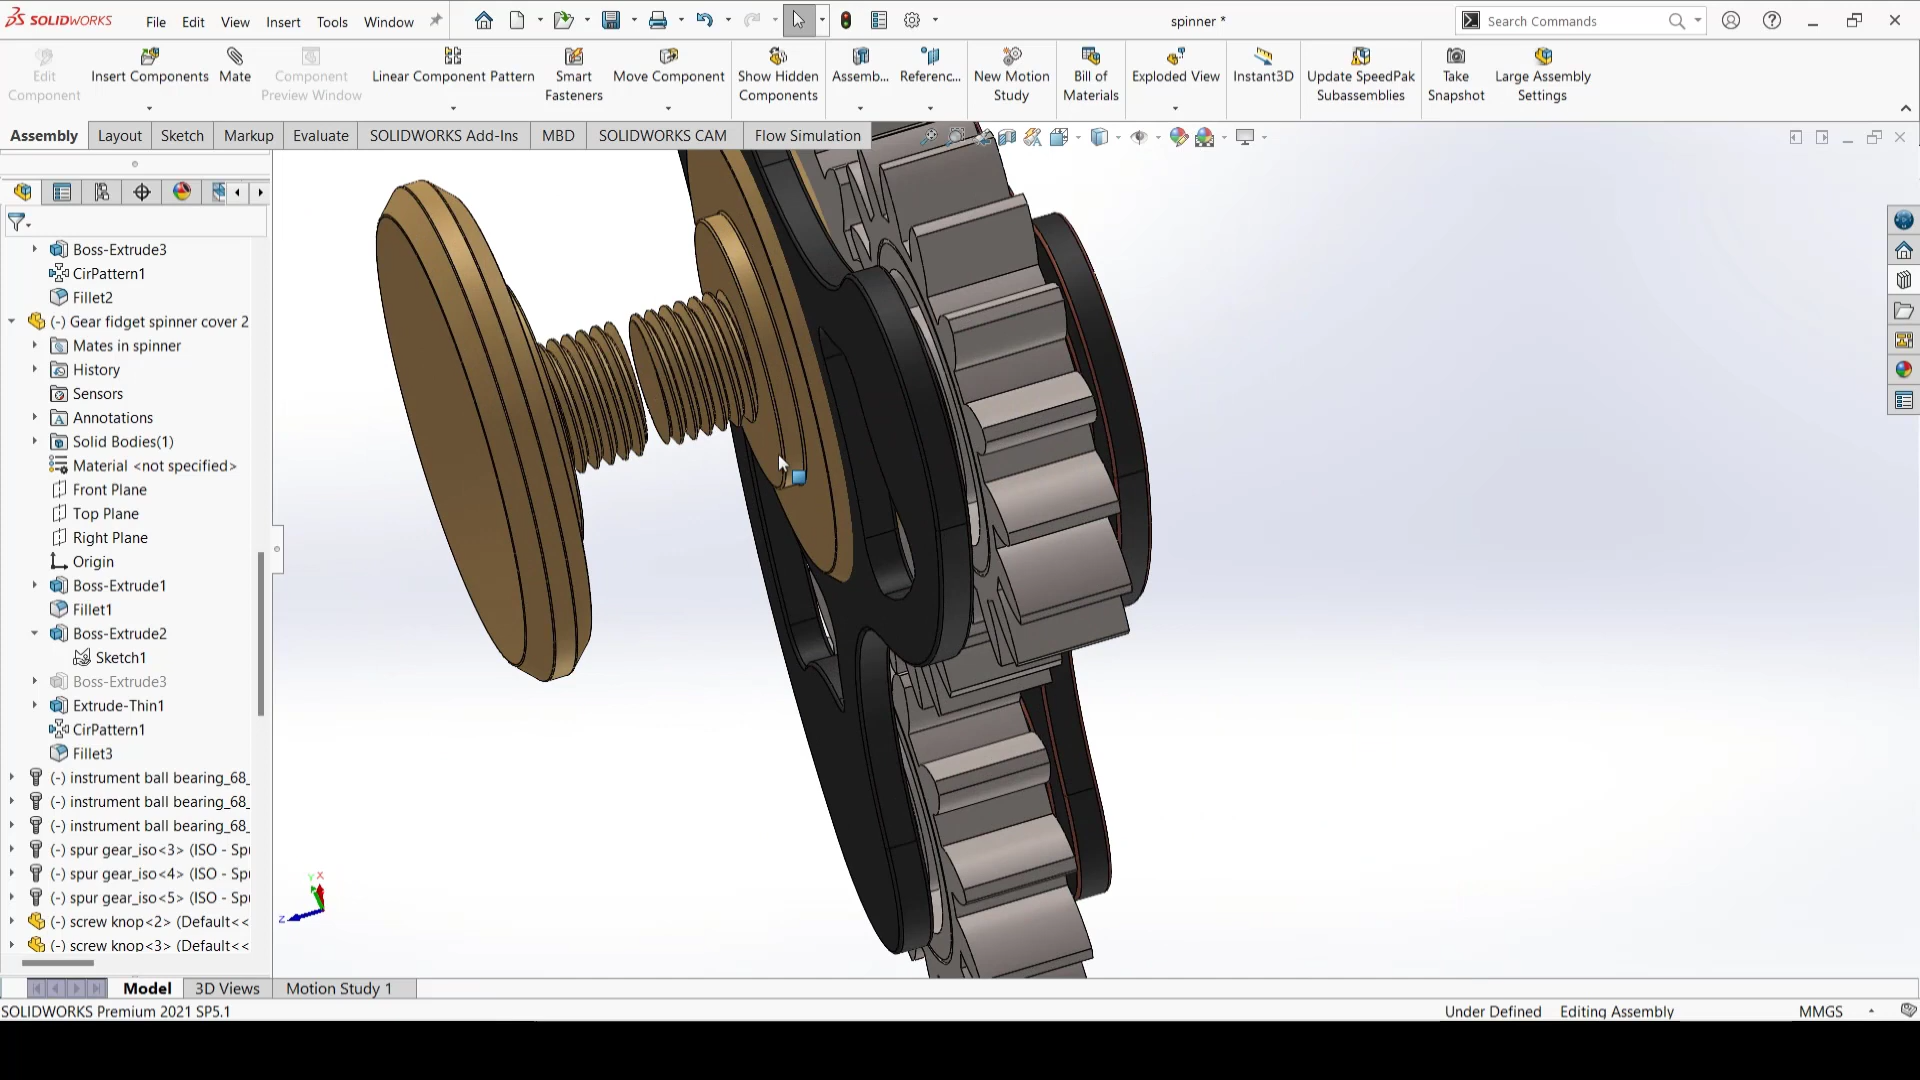 SOLIDWORKS
File Edit View Insert Tools Window
spinner *
Search Commands
Edit Component
Insert Components
Mate
Component Preview Window
Linear Component Pattern
Smart Fasteners
Move Component
Show Hidden Components
Assemb...
Referenc...
New Motion Study
Bill of Materials
Exploded View
Instant3D
Update SpeedPak Subassemblies
Take Snapshot
Large Assembly Settings
Assembly Layout Sketch Markup Evaluate SOLIDWORKS Add-Ins MBD SOLIDWORKS CAM Flow Simulation
Boss-Extrude3
CirPattern1
Fillet2
(-) Gear fidget spinner cover 2
Mates in spinner
History
Sensors
Annotations
Solid Bodies(1)
Material <not specified>
Front Plane
Top Plane
Right Plane
Origin
Boss-Extrude1
Fillet1
Boss-Extrude2
Sketch1
Boss-Extrude3
Extrude-Thin1
CirPattern1
Fillet3
(-) instrument ball bearing_68_
(-) instrument ball bearing_68_
(-) instrument ball bearing_68_
(-) spur gear_iso<3> (ISO - Spu
(-) spur gear_iso<4> (ISO - Spu
(-) spur gear_iso<5> (ISO - Spu
(-) screw knop<2> (Default<<
(-) screw knop<3> (Default<<
Y X
Z
Model 3D Views Motion Study 1
SOLIDWORKS Premium 2021 SP5.1
Under Defined Editing Assembly MMGS